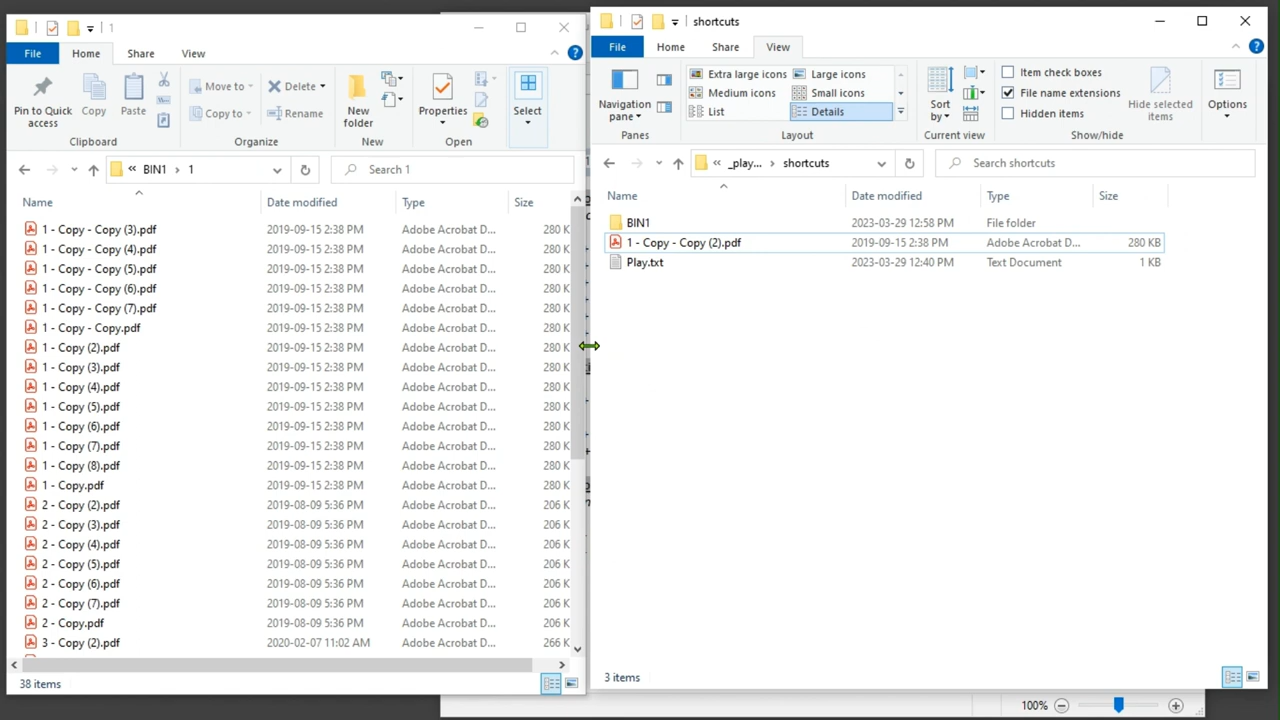 1
File
Home
Share
View
Pin to Quick access
Copy
Paste
Move to
Copy to
Delete
Rename
New folder
Properties
Select
Clipboard
Organize
New
Open
« BIN1 › 1
Search 1
Name Date modified Type Size
1 - Copy - Copy (3).pdf 2019-09-15 2:38 PM Adobe Acrobat D... 280 K
1 - Copy - Copy (4).pdf 2019-09-15 2:38 PM Adobe Acrobat D... 280 K
1 - Copy - Copy (5).pdf 2019-09-15 2:38 PM Adobe Acrobat D... 280 K
1 - Copy - Copy (6).pdf 2019-09-15 2:38 PM Adobe Acrobat D... 280 K
1 - Copy - Copy (7).pdf 2019-09-15 2:38 PM Adobe Acrobat D... 280 K
1 - Copy - Copy.pdf 2019-09-15 2:38 PM Adobe Acrobat D... 280 K
1 - Copy (2).pdf 2019-09-15 2:38 PM Adobe Acrobat D... 280 K
1 - Copy (3).pdf 2019-09-15 2:38 PM Adobe Acrobat D... 280 K
1 - Copy (4).pdf 2019-09-15 2:38 PM Adobe Acrobat D... 280 K
1 - Copy (5).pdf 2019-09-15 2:38 PM Adobe Acrobat D... 280 K
1 - Copy (6).pdf 2019-09-15 2:38 PM Adobe Acrobat D... 280 K
1 - Copy (7).pdf 2019-09-15 2:38 PM Adobe Acrobat D... 280 K
1 - Copy (8).pdf 2019-09-15 2:38 PM Adobe Acrobat D... 280 K
1 - Copy.pdf 2019-09-15 2:38 PM Adobe Acrobat D... 280 K
2 - Copy (2).pdf 2019-08-09 5:36 PM Adobe Acrobat D... 206 K
2 - Copy (3).pdf 2019-08-09 5:36 PM Adobe Acrobat D... 206 K
2 - Copy (4).pdf 2019-08-09 5:36 PM Adobe Acrobat D... 206 K
2 - Copy (5).pdf 2019-08-09 5:36 PM Adobe Acrobat D... 206 K
2 - Copy (6).pdf 2019-08-09 5:36 PM Adobe Acrobat D... 206 K
2 - Copy (7).pdf 2019-08-09 5:36 PM Adobe Acrobat D... 206 K
2 - Copy.pdf 2019-08-09 5:36 PM Adobe Acrobat D... 206 K
3 - Copy (2).pdf 2020-02-07 11:02 AM Adobe Acrobat D... 266 K
38 items
shortcuts
File
Home
Share
View
Navigation pane
Panes
Extra large icons
Large icons
Medium icons
Small icons
List
Details
Layout
Sort by
Current view
Item check boxes
File name extensions
Hidden items
Hide selected items
Show/hide
Options
« _play... › shortcuts
Search shortcuts
Name Date modified Type Size
BIN1 2023-03-29 12:58 PM File folder
1 - Copy - Copy (2).pdf 2019-09-15 2:38 PM Adobe Acrobat D... 280 KB
Play.txt 2023-03-29 12:40 PM Text Document 1 KB
3 items
100%